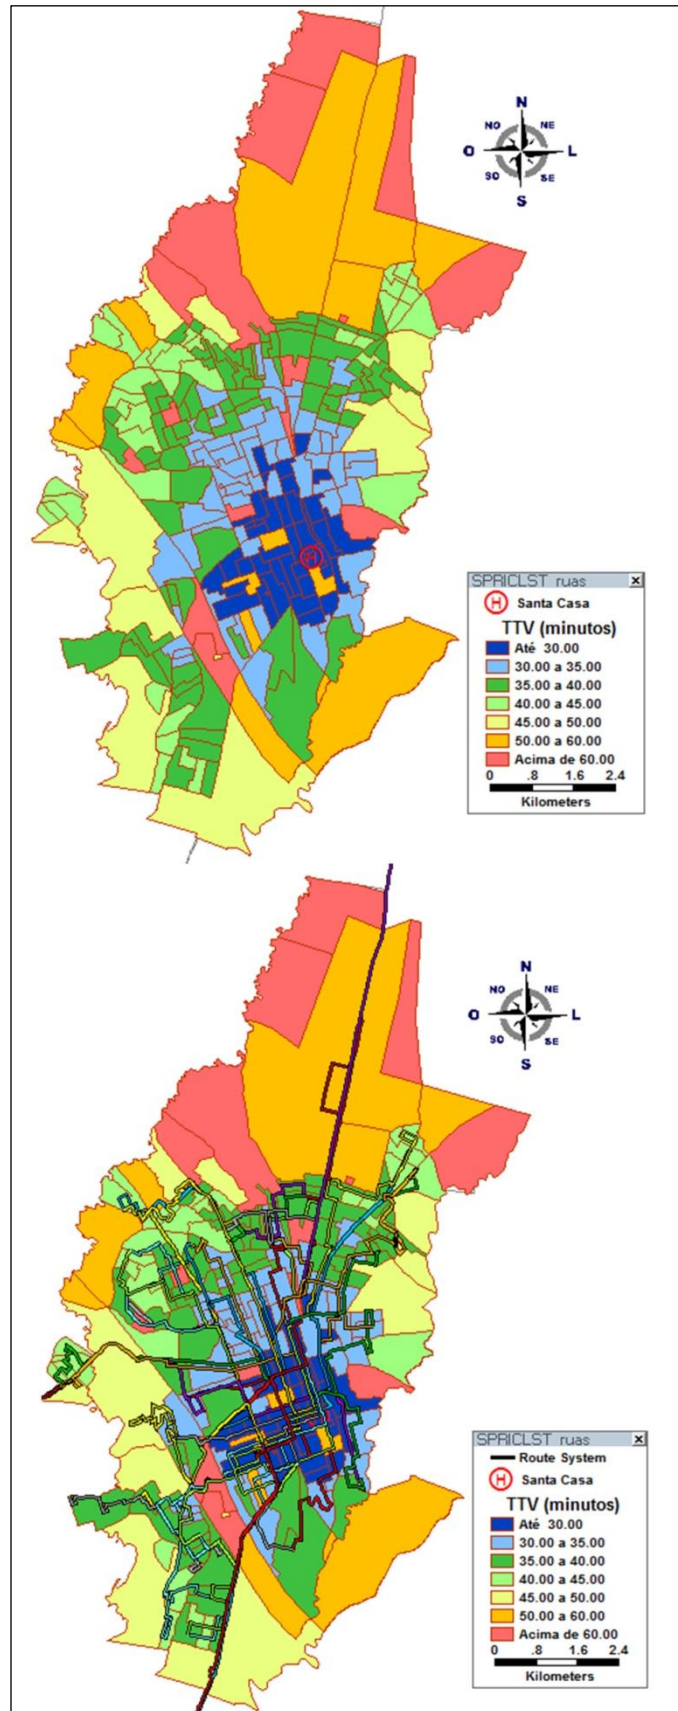 N
NO NE
O L
SO SE
S
SPRICLST ruas x
H Santa Casa
TTV (minutos)
Até 30.00
30.00 a 35.00
35.00 a 40.00
40.00 a 45.00
45.00 a 50.00
50.00 a 60.00
Acima de 60.00
0 .8 1.6 2.4
Kilometers
H
N
NO NE
O L
SO SE
S
SPRICLST ruas x
Route System
H Santa Casa
TTV (minutos)
Até 30.00
30.00 a 35.00
35.00 a 40.00
40.00 a 45.00
45.00 a 50.00
50.00 a 60.00
Acima de 60.00
0 .8 1.6 2.4
Kilometers